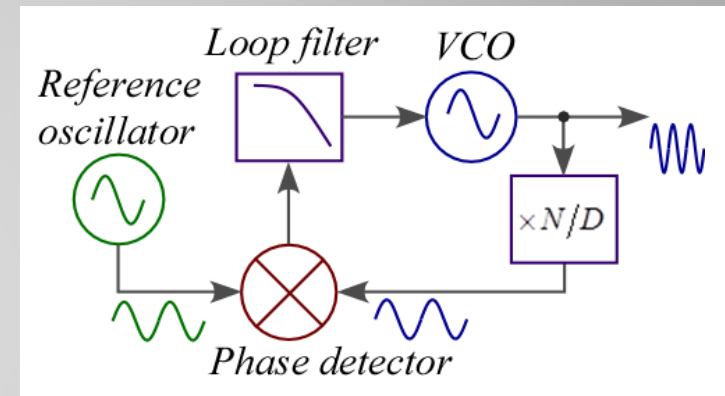 Loop filter
VCO
Reference
oscillator
×N/D
Phase detector